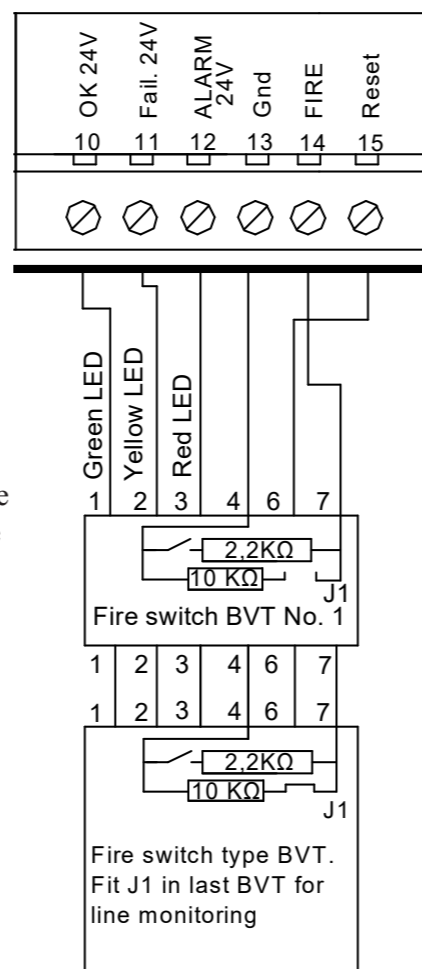 OK 24V
Fail. 24V
ALARM
24V
Gnd
FIRE
Reset
10 11 12 13 14 15
Green LED
Yellow LED
Red LED
1 2 3 4 6 7
2,2KΩ
10 KΩ
J1
Fire switch BVT No. 1
1 2 3 4 6 7
1 2 3 4 6 7
2,2KΩ
10 KΩ
J1
Fire switch type BVT.
Fit J1 in last BVT for
line monitoring